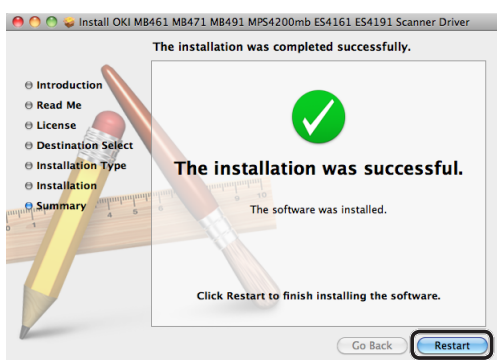 Install OKI MB461 MB471 MB491 MPS4200mb ES4161 ES4191 Scanner Driver
The installation was completed successfully.
Introduction
Read Me
License
Destination Select
Installation Type
Installation
Summary
The installation was successful.
The software was installed.
Click Restart to finish installing the software.
Go Back
Restart